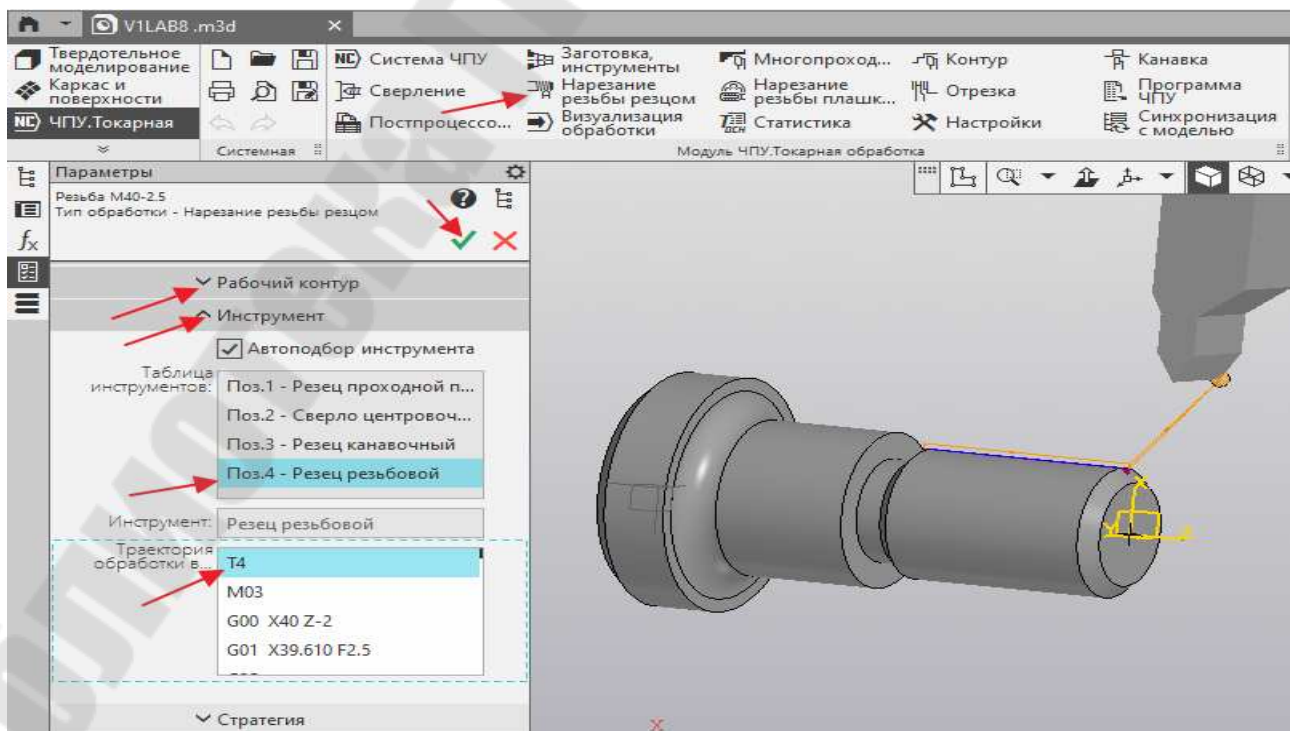 V1LAB8 .m3d
Твердотельное
моделирование
Каркас и
поверхности
NC ЧПУ.Токарная
Системная
NC Система ЧПУ
Сверление
Постпроцессо...
Заготовка,
инструменты
Нарезание
резьбы резцом
Визуализация
обработки
Многопроход...
Нарезание
резьбы плашк...
Статистика
Контур
Отрезка
Настройки
Канавка
Программа
ЧПУ
Синхронизация
с моделью
Модуль ЧПУ.Токарная обработка
Параметры
Резьба М40-2.5
Тип обработки - Нарезание резьбы резцом
Рабочий контур
Инструмент
Автоподбор инструмента
Таблица
инструментов:
Поз.1 - Резец проходной п...
Поз.2 - Сверло центровоч...
Поз.3 - Резец канавочный
Поз.4 - Резец резьбовой
Инструмент: Резец резьбовой
Траектория
обработки в...
T4
M03
G00 X40 Z-2
G01 X39.610 F2.5
Стратегия
X